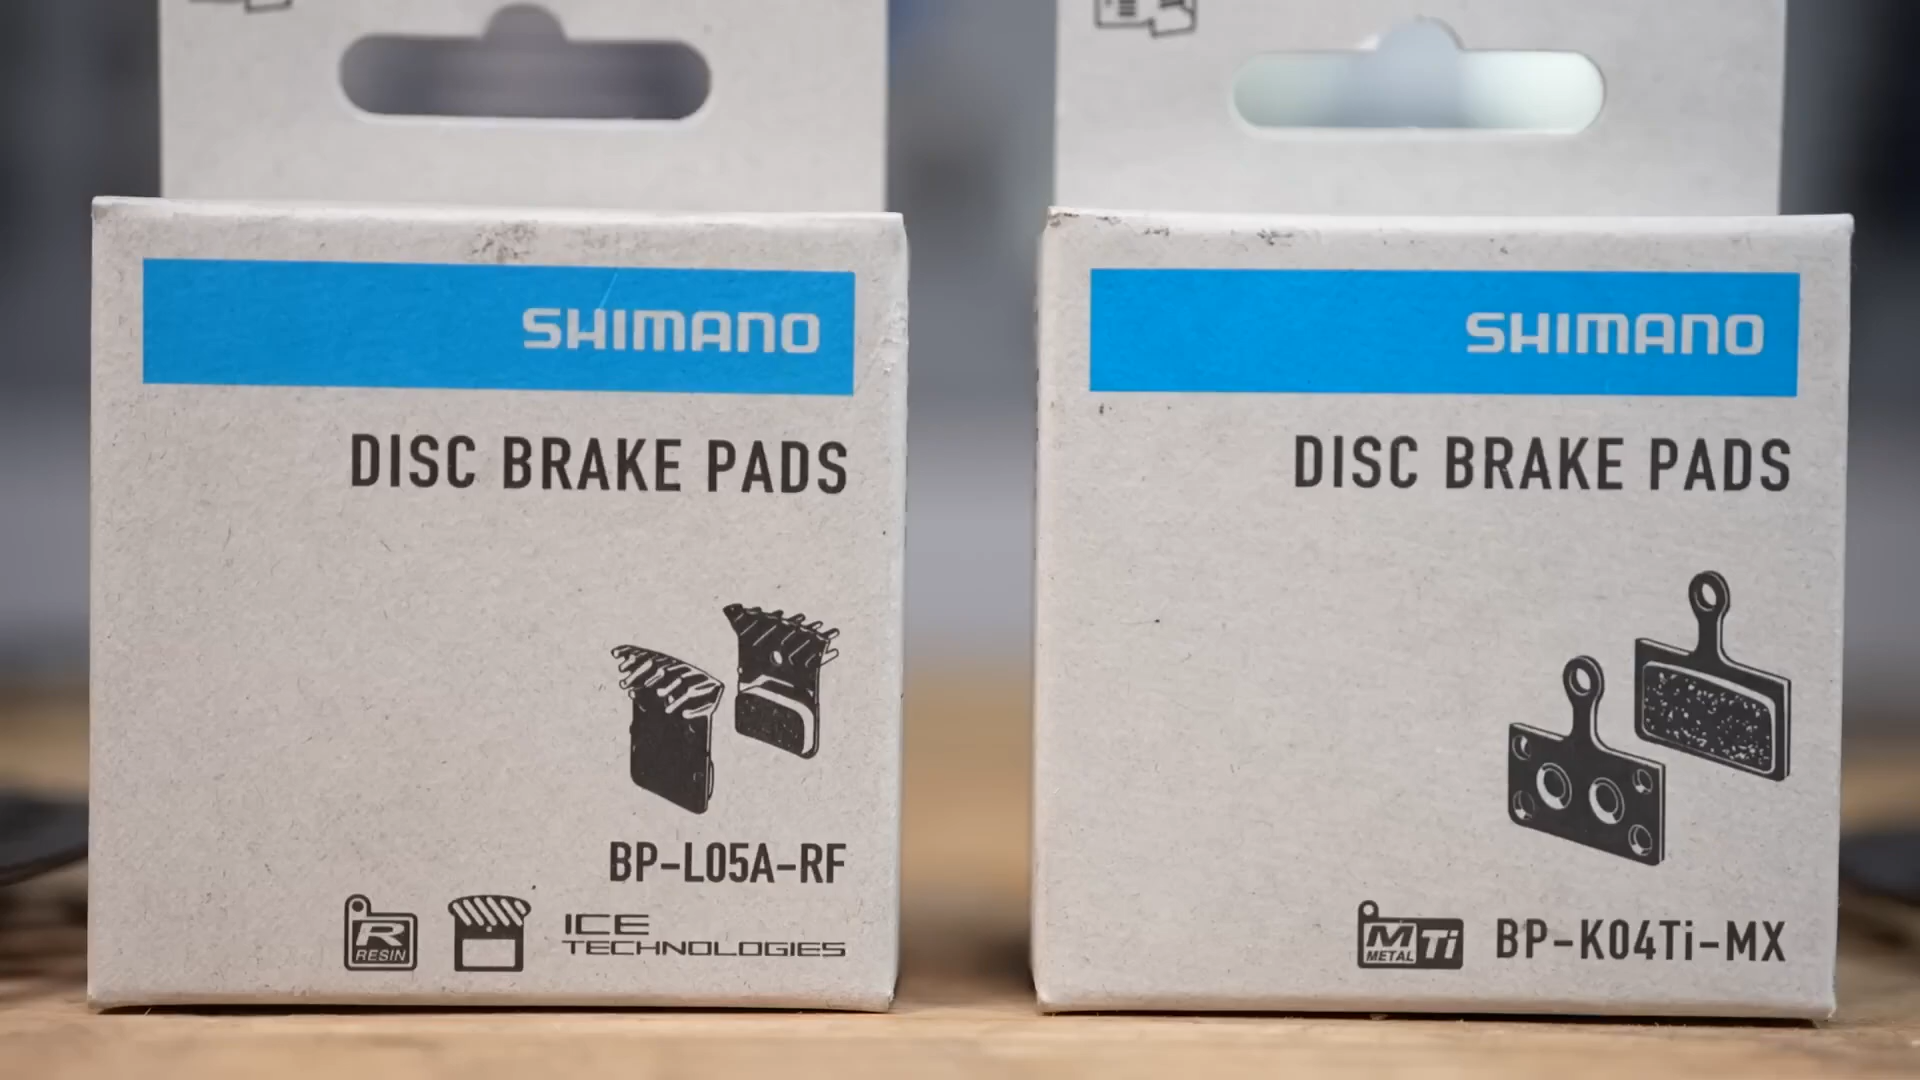 SHIMANO
DISC BRAKE PADS
BP-L05A-RF
R
RESIN
ICE
TECHNOLOGIES
SHIMANO
DISC BRAKE PADS
M Ti
METAL
BP-K04Ti-MX